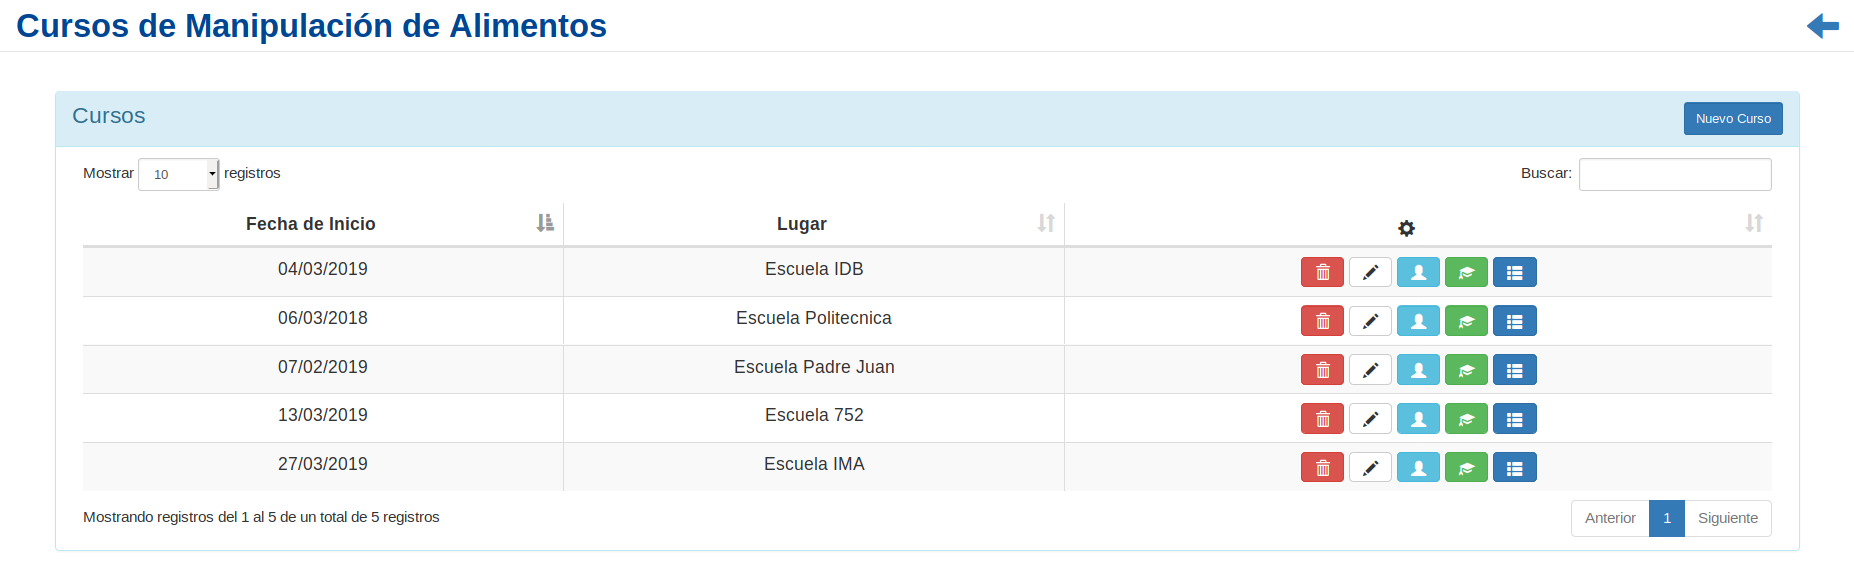 Cursos de Manipulación de Alimentos
Cursos
Nuevo Curso
Mostrar 10 registros
Buscar:
Fecha de Inicio Lugar
04/03/2019 Escuela IDB
06/03/2018 Escuela Politecnica
07/02/2019 Escuela Padre Juan
13/03/2019 Escuela 752
27/03/2019 Escuela IMA
Mostrando registros del 1 al 5 de un total de 5 registros
Anterior 1 Siguiente